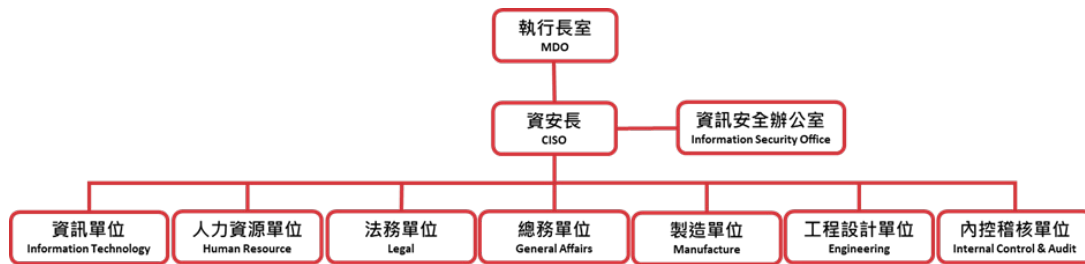 執行長室
MDO
資安長
CISO
資訊安全辦公室
Information Security Office
資訊單位
Information Technology
人力資源單位
Human Resource
法務單位
Legal
總務單位
General Affairs
製造單位
Manufacture
工程設計單位
Engineering
內控稽核單位
Internal Control & Audit